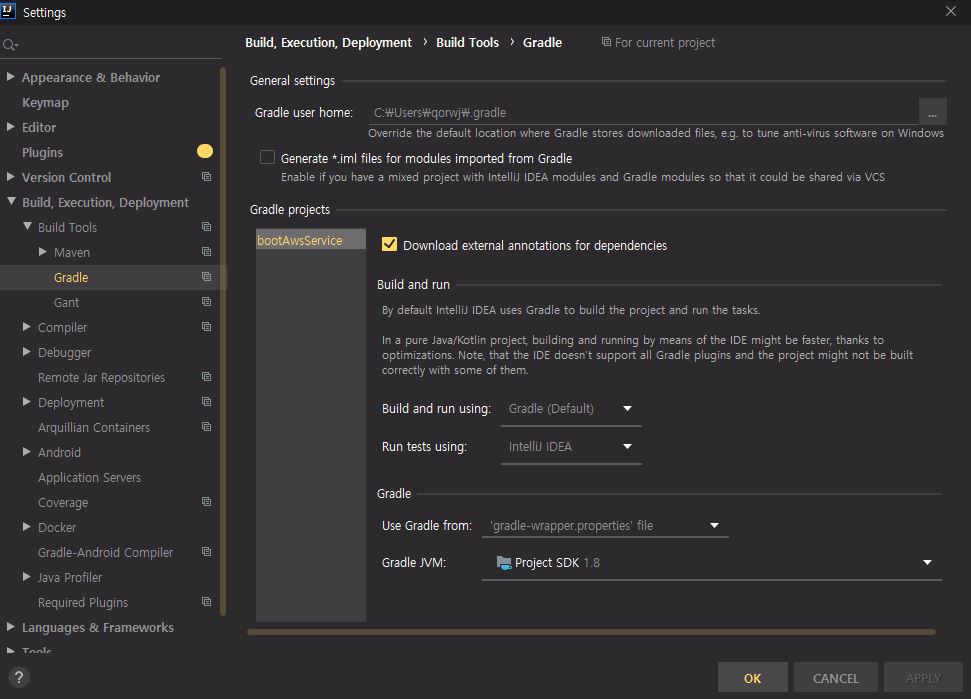 IJ Settings
Build, Execution, Deployment › Build Tools › Gradle For current project
Appearance & Behavior
Keymap
Editor
Plugins
Version Control
Build, Execution, Deployment
Build Tools
Maven
Gradle
Gant
Compiler
Debugger
Remote Jar Repositories
Deployment
Arquillian Containers
Android
Application Servers
Coverage
Docker
Gradle-Android Compiler
Java Profiler
Required Plugins
Languages & Frameworks
Tools
?
General settings
Gradle user home: C:₩Users₩qorwj₩.gradle ...
Override the default location where Gradle stores downloaded files, e.g. to tune anti-virus software on Windows
Generate *.iml files for modules imported from Gradle
Enable if you have a mixed project with IntelliJ IDEA modules and Gradle modules so that it could be shared via VCS
Gradle projects
bootAwsService
Download external annotations for dependencies
Build and run
By default IntelliJ IDEA uses Gradle to build the project and run the tasks.
In a pure Java/Kotlin project, building and running by means of the IDE might be faster, thanks to
optimizations. Note, that the IDE doesn't support all Gradle plugins and the project might not be built
correctly with some of them.
Build and run using: Gradle (Default)
Run tests using: IntelliJ IDEA
Gradle
Use Gradle from: 'gradle-wrapper.properties' file
Gradle JVM: Project SDK 1.8
OK CANCEL APPLY